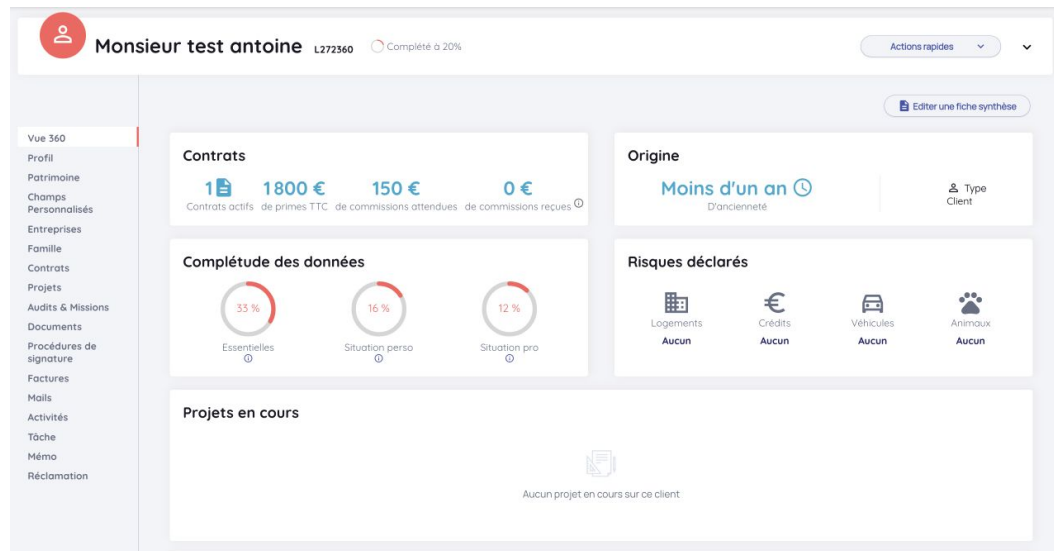 Monsieur test antoine L272360 Complété à 20%
Actions rapides
Editer une fiche synthèse
Vue 360
Profil
Patrimoine
Champs
Personnalisés
Entreprises
Famille
Contrats
Projets
Audits & Missions
Documents
Procédures de
signature
Factures
Mails
Activités
Tâche
Mémo
Réclamation
Contrats
1 1800 € 150 € 0 €
Contrats actifs de primes TTC de commissions attendues de commissions reçues
Origine
Moins d'un an
D'ancienneté
Type
Client
Complétude des données
33 % 16 % 12 %
Essentielles Situation perso Situation pro
Risques déclarés
Logements Crédits Véhicules Animaux
Aucun Aucun Aucun Aucun
Projets en cours
Aucun projet en cours sur ce client